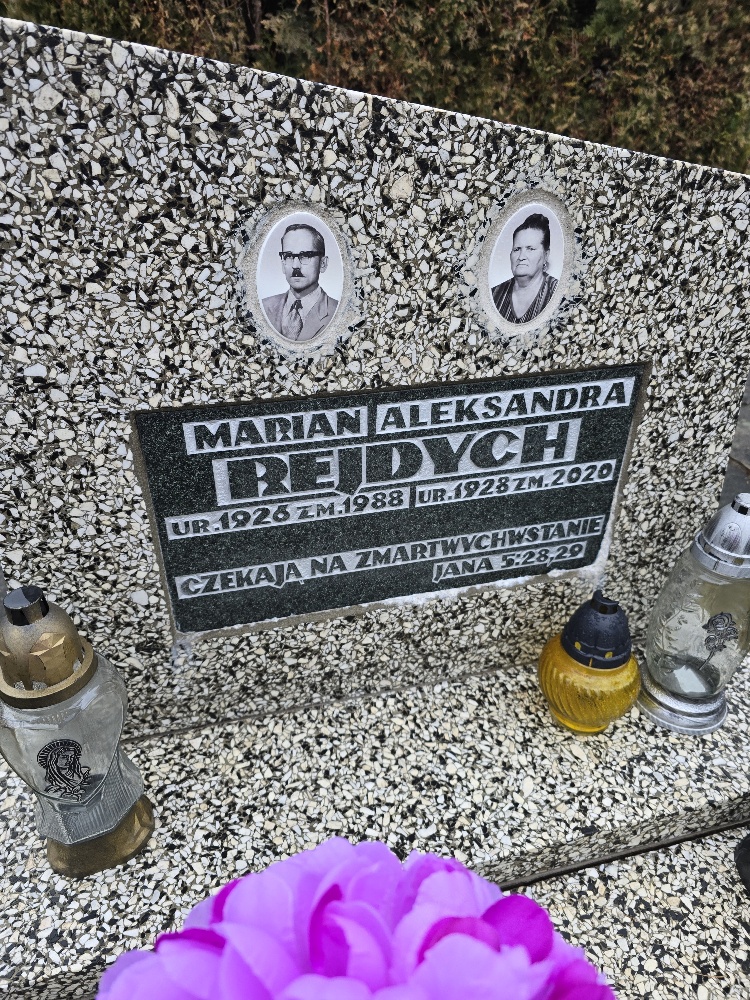 MARIAN ALEKSANDRA
REJDYCH
UR.1926 ZM.1988 UR.1928 ZM.2020
CZEKAJĄ NA ZMARTWYCHWSTANIE
JANA 5:28,29